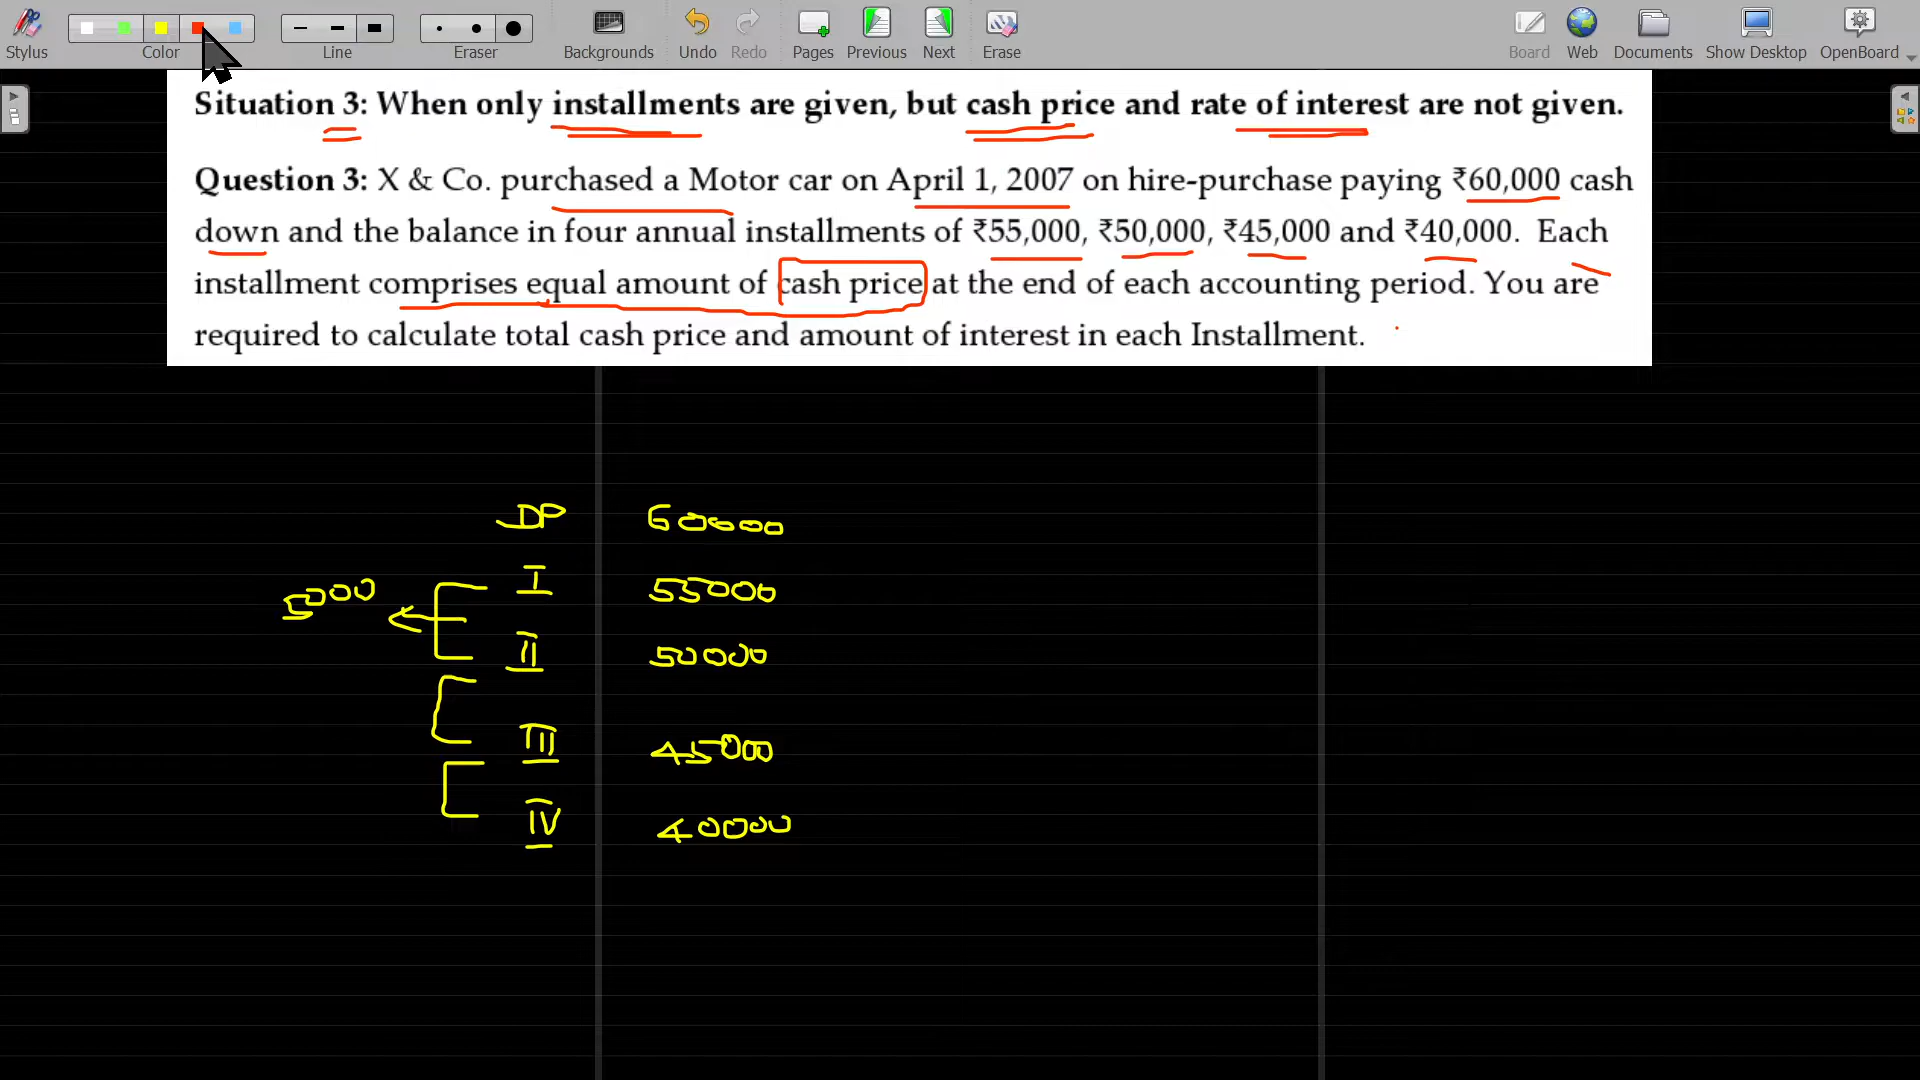 Stylus Color Line Eraser Backgrounds Undo Redo Pages Previous Next Erase Board Web Documents Show Desktop OpenBoard
Situation 3: When only installments are given, but cash price and rate of interest are not given.
Question 3: X & Co. purchased a Motor car on April 1, 2007 on hire-purchase paying ₹60,000 cash
down and the balance in four annual installments of ₹55,000, ₹50,000, ₹45,000 and ₹40,000. Each
installment comprises equal amount of cash price at the end of each accounting period. You are
required to calculate total cash price and amount of interest in each Installment.
DP 60000
I 55000
5000
II 50000
III 45000
IV 40000